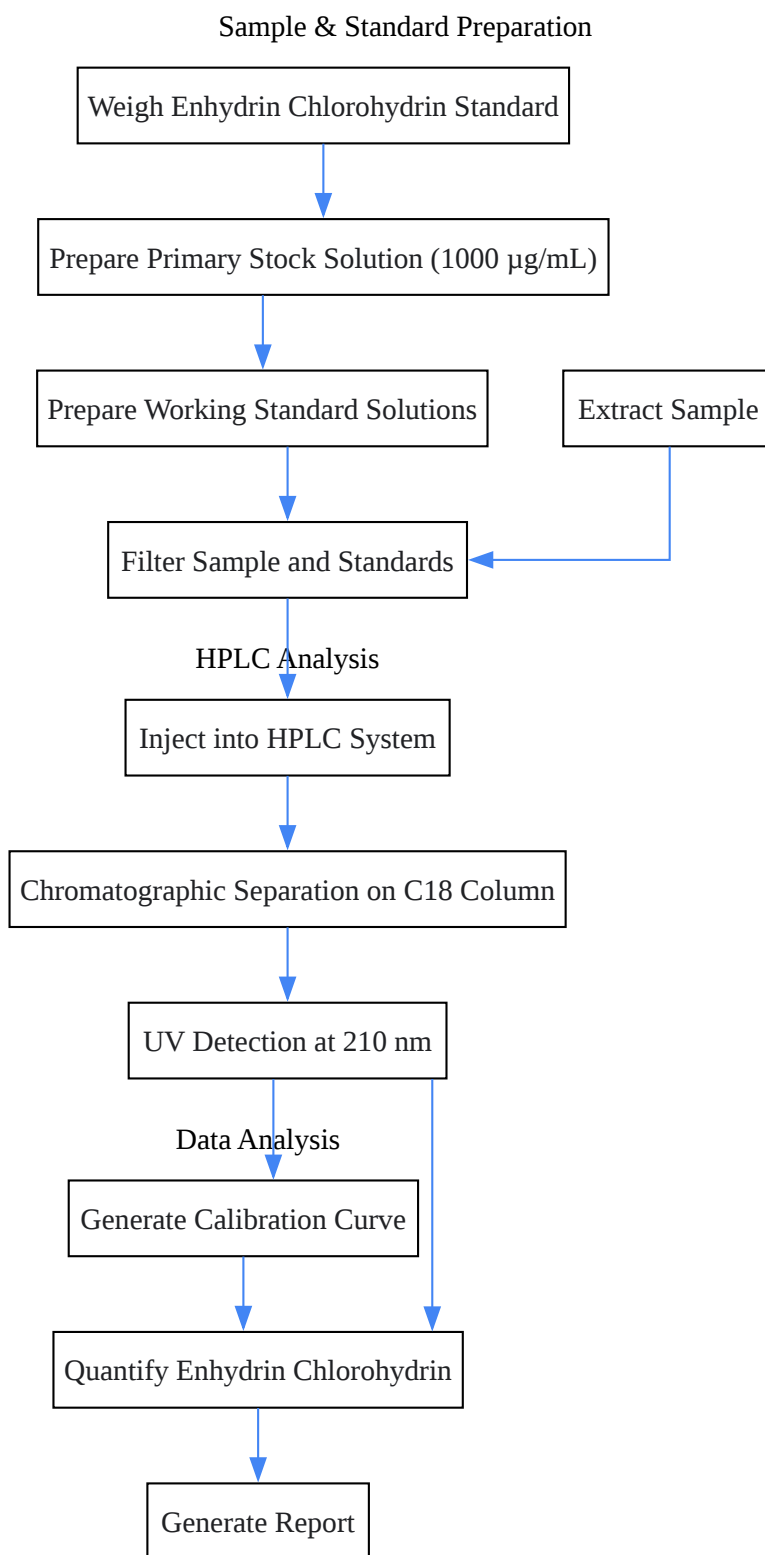 Sample & Standard Preparation
Weigh Enhydrin Chlorohydrin Standard
Prepare Primary Stock Solution (1000 µg/mL)
Prepare Working Standard Solutions
Extract Sample
Filter Sample and Standards
HPLC Analysis
Inject into HPLC System
Chromatographic Separation on C18 Column
UV Detection at 210 nm
Data Analysis
Generate Calibration Curve
Quantify Enhydrin Chlorohydrin
Generate Report